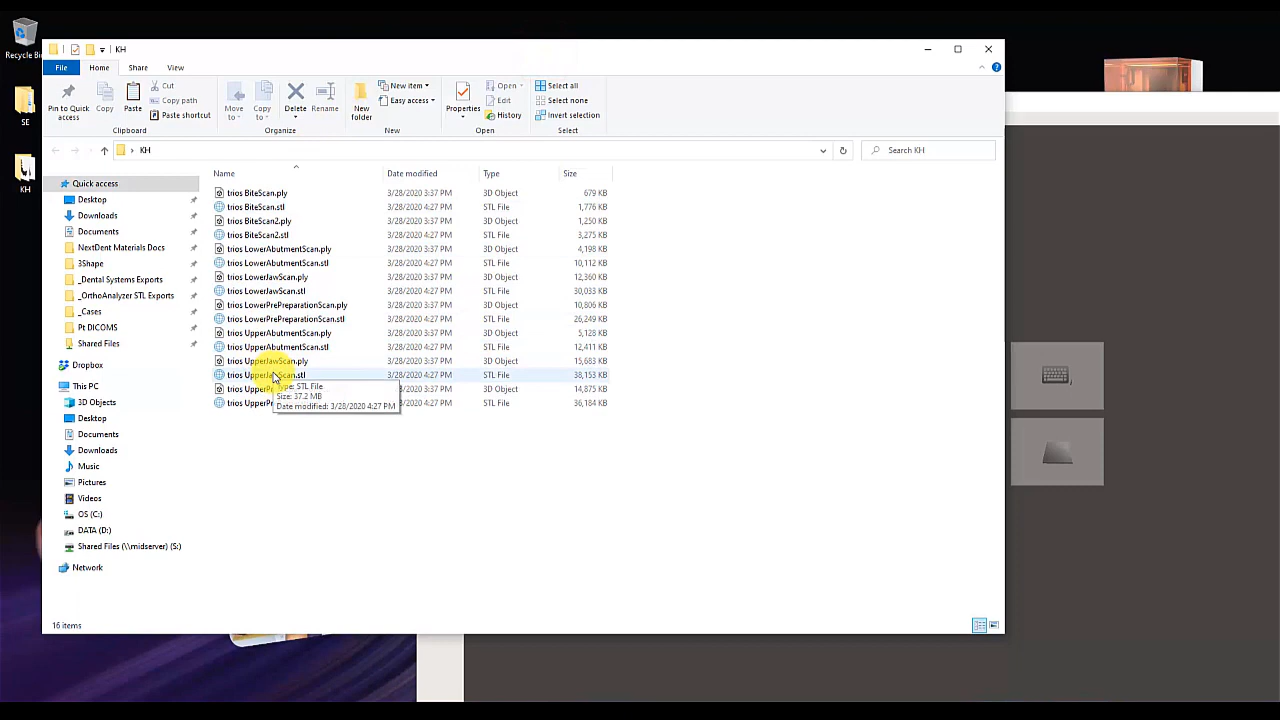 Recycle Bin
SE
KH
KH
File Home Share View
Pin to Quick access
Copy
Paste
Cut
Copy path
Paste shortcut
Clipboard
Move to
Copy to
Delete
Rename
Organize
New folder
New item
Easy access
New
Properties
Open
Edit
History
Open
Select all
Select none
Invert selection
Select
KH
Search KH
Name Date modified Type Size
Quick access
Desktop
Downloads
Documents
NextDent Materials Docs
3Shape
_Dental Systems Exports
_OrthoAnalyzer STL Exports
_Cases
Pt DICOMS
Shared Files
Dropbox
This PC
3D Objects
Desktop
Documents
Downloads
Music
Pictures
Videos
OS (C:)
DATA (D:)
Shared Files (\\midserver) (S:)
Network
trios BiteScan.ply 3/28/2020 3:37 PM 3D Object 679 KB
trios BiteScan.stl 3/28/2020 4:27 PM STL File 1,776 KB
trios BiteScan2.ply 3/28/2020 3:37 PM 3D Object 1,250 KB
trios BiteScan2.stl 3/28/2020 4:27 PM STL File 3,275 KB
trios LowerAbutmentScan.ply 3/28/2020 3:37 PM 3D Object 4,198 KB
trios LowerAbutmentScan.stl 3/28/2020 4:27 PM STL File 10,112 KB
trios LowerJawScan.ply 3/28/2020 3:37 PM 3D Object 12,360 KB
trios LowerJawScan.stl 3/28/2020 4:27 PM STL File 30,033 KB
trios LowerPrePreparationScan.ply 3/28/2020 3:37 PM 3D Object 10,806 KB
trios LowerPrePreparationScan.stl 3/28/2020 4:27 PM STL File 26,249 KB
trios UpperAbutmentScan.ply 3/28/2020 3:37 PM 3D Object 5,128 KB
trios UpperAbutmentScan.stl 3/28/2020 4:27 PM STL File 12,411 KB
trios UpperJawScan.ply 3/28/2020 3:37 PM 3D Object 15,683 KB
trios UpperJawScan.stl 3/28/2020 4:27 PM STL File 38,153 KB
trios UpperP 3/28/2020 3:37 PM 3D Object 14,875 KB
trios UpperPr 3/28/2020 4:27 PM STL File 36,184 KB
Type: STL File
Size: 37.2 MB
Date modified: 3/28/2020 4:27 PM
16 items